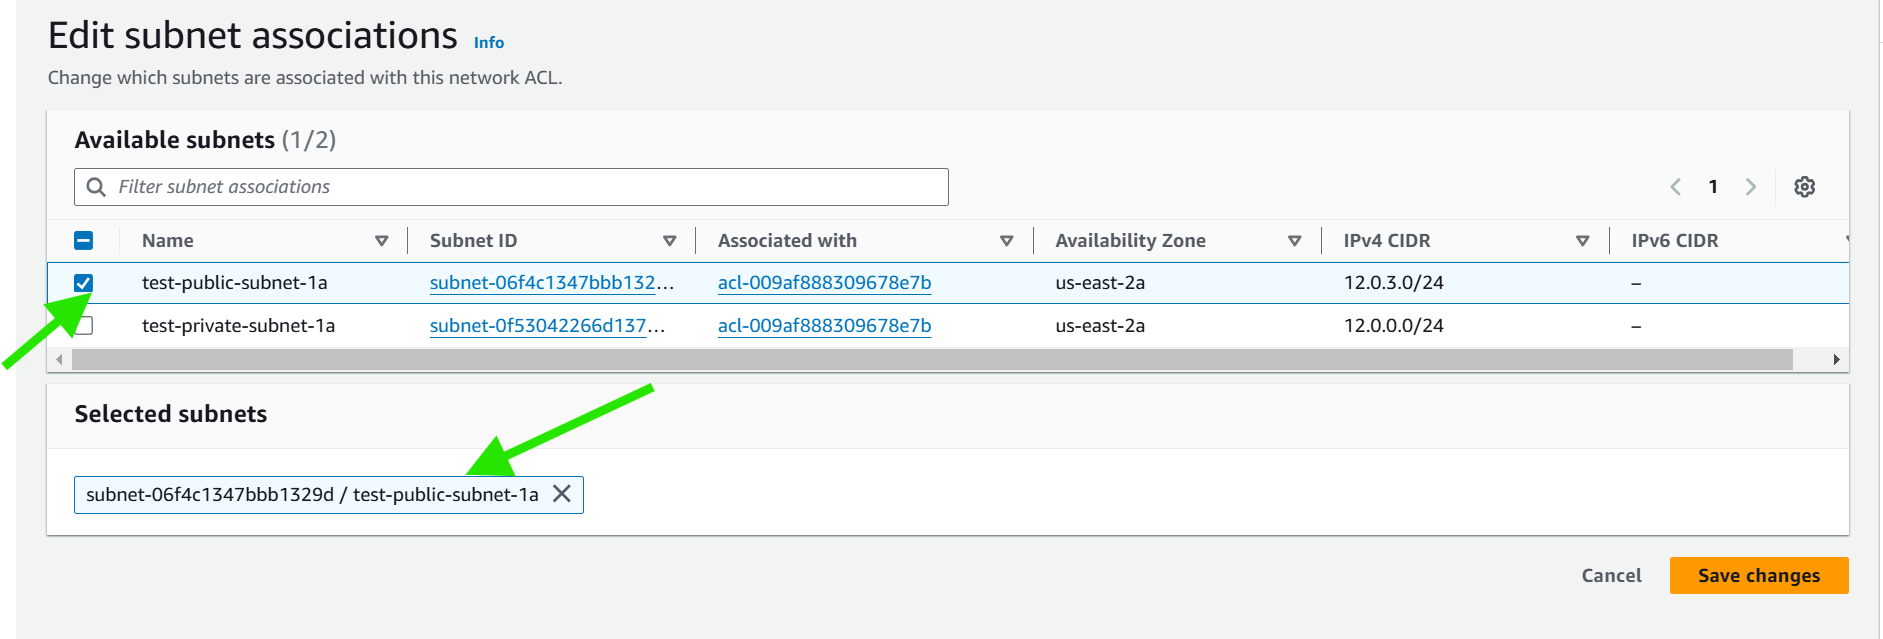 Edit subnet associations Info
Change which subnets are associated with this network ACL.
Available subnets (1/2)
Filter subnet associations
1
Name Subnet ID Associated with Availability Zone IPv4 CIDR IPv6 CIDR
test-public-subnet-1a subnet-06f4c1347bbb132... acl-009af888309678e7b us-east-2a 12.0.3.0/24 –
test-private-subnet-1a subnet-0f53042266d137... acl-009af888309678e7b us-east-2a 12.0.0.0/24 –
Selected subnets
subnet-06f4c1347bbb1329d / test-public-subnet-1a
Cancel Save changes